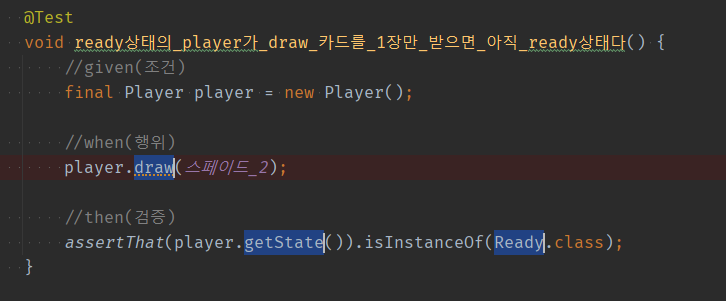 @Test
void ready상태의_player가_draw_카드를_1장만_받으면_아직_ready상태다() {
//given(조건)
final Player player = new Player();
//when(행위)
player.draw(스페이드_2);
//then(검증)
assertThat(player.getState()).isInstanceOf(Ready.class);
}